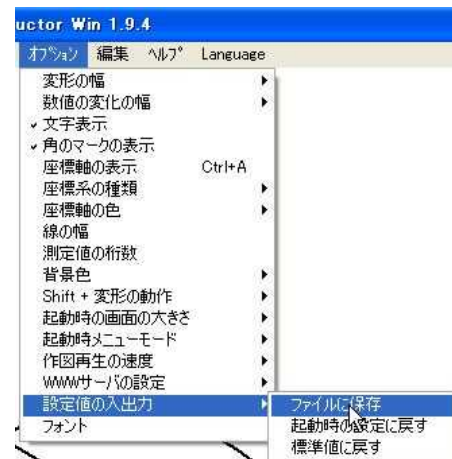 uctor Win 1.9.4
オプション 編集 ヘルプ Language
変形の幅
数値の変化の幅
文字表示
角のマークの表示
座標軸の表示 Ctrl+A
座標系の種類
座標軸の色
線の幅
測定値の桁数
背景色
Shift + 変形の動作
起動時の画面の大きさ
起動時メニューモード
作図再生の速度
WWWサーバの設定
設定値の入出力 ファイルに保存
フォント 起動時の設定に戻す
標準値に戻す